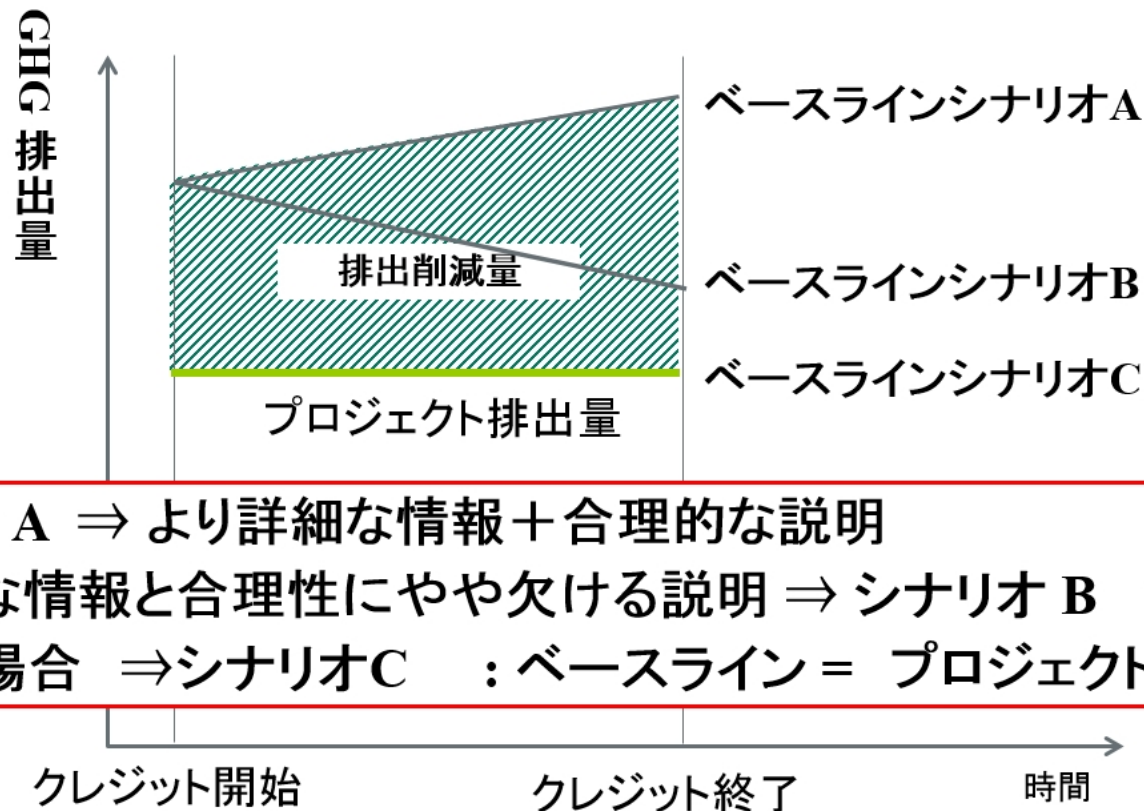 GHG 排出量
ベースラインシナリオA
ベースラインシナリオB
排出削減量
ベースラインシナリオC
プロジェクト排出量
A ⇒ より詳細な情報＋合理的な説明
な情報と合理性にやや欠ける説明 ⇒ シナリオ B
場合 ⇒シナリオC : ベースライン = プロジェクト
クレジット開始
クレジット終了
時間